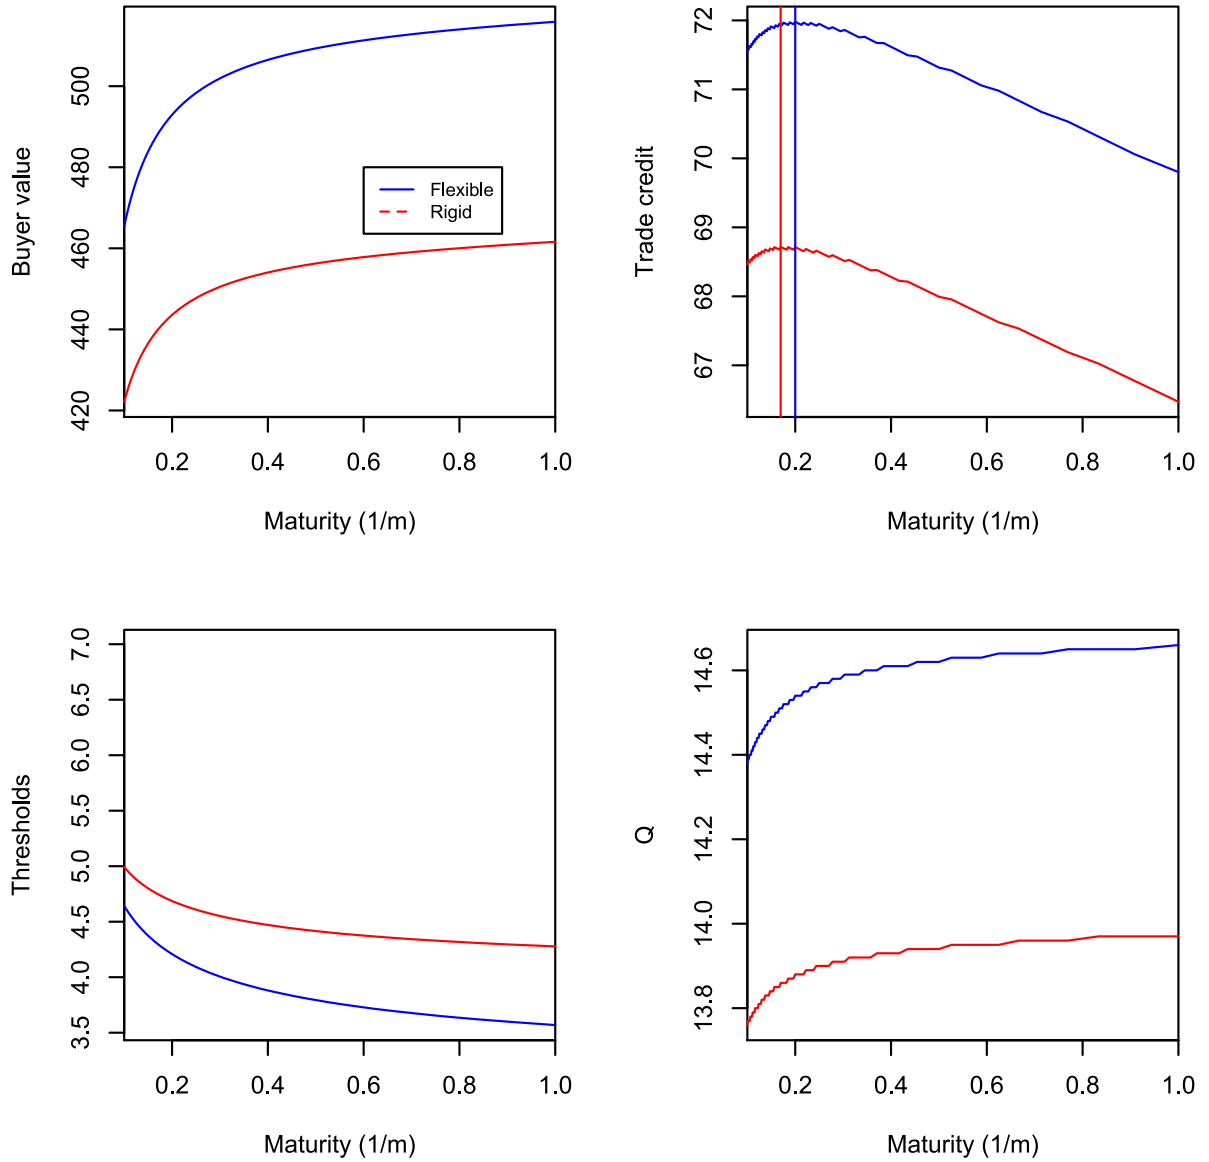 Buyer value
500
480
460
440
420
0.2 0.4 0.6 0.8 1.0
Maturity (1/m)
Flexible
Rigid
Trade credit
72
71
70
69
68
67
0.2 0.4 0.6 0.8 1.0
Maturity (1/m)
Thresholds
7.0
6.5
6.0
5.5
5.0
4.5
4.0
3.5
0.2 0.4 0.6 0.8 1.0
Maturity (1/m)
Q
14.6
14.4
14.2
14.0
13.8
0.2 0.4 0.6 0.8 1.0
Maturity (1/m)